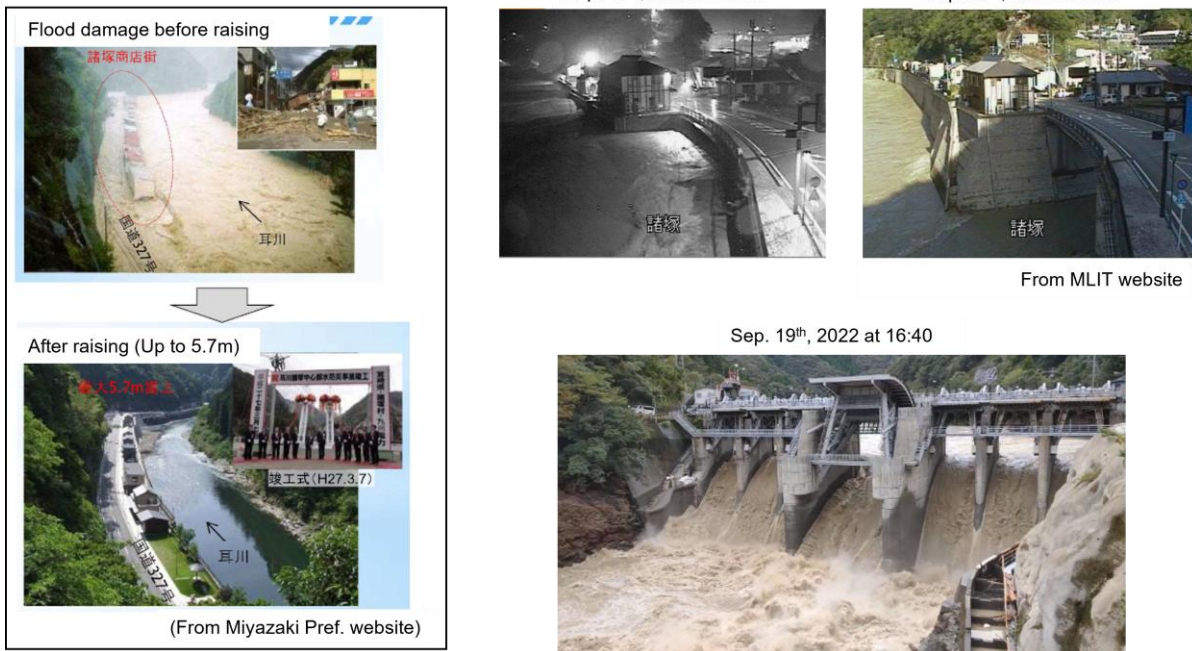 Flood damage before raising
諸塚商店街
国道327号
耳川
After raising (Up to 5.7m)
最大5.7m嵩上
竣工式(H27.3.7)
国道327号
耳川
(From Miyazaki Pref. website)
諸塚
諸塚
From MLIT website
Sep. 19th, 2022 at 16:40